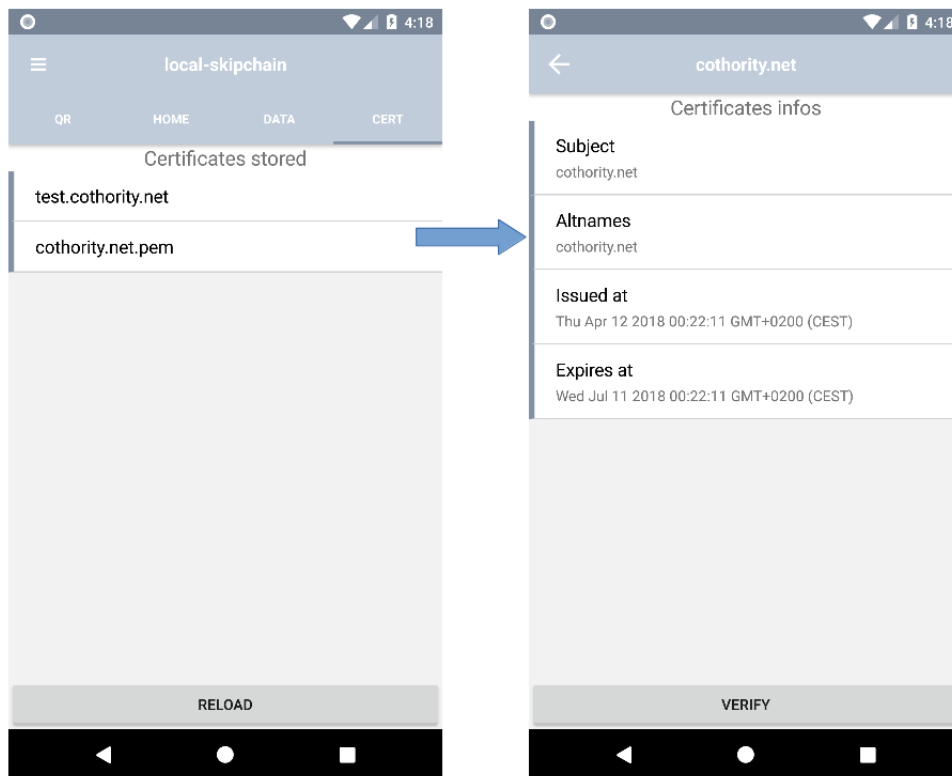 4:18
local-skipchain
QR HOME DATA CERT
Certificates stored
test.cothority.net
cothority.net.pem
RELOAD
4:18
cothority.net
Certificates infos
Subject
cothority.net
Altnames
cothority.net
Issued at
Thu Apr 12 2018 00:22:11 GMT+0200 (CEST)
Expires at
Wed Jul 11 2018 00:22:11 GMT+0200 (CEST)
VERIFY